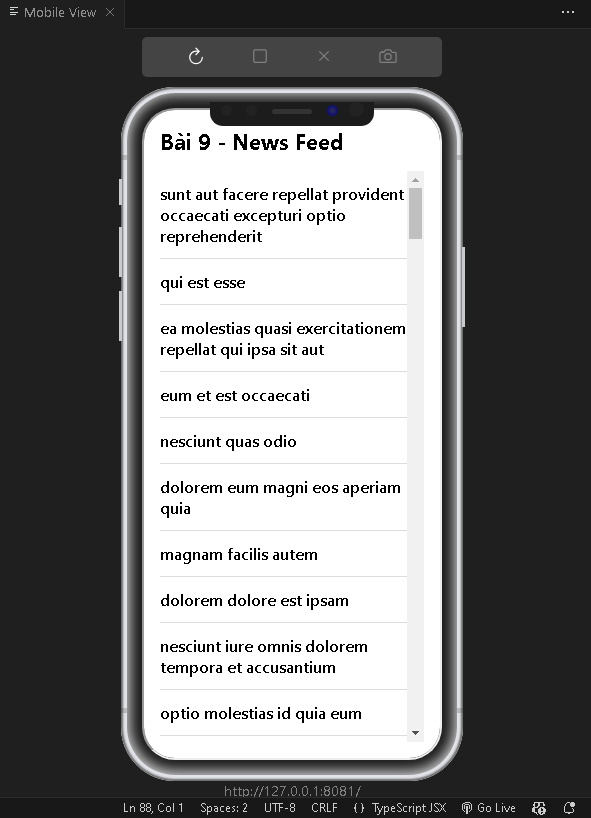 Mobile View
Bài 9 - News Feed
sunt aut facere repellat provident
occaecati excepturi optio
reprehenderit
qui est esse
ea molestias quasi exercitationem
repellat qui ipsa sit aut
eum et est occaecati
nesciunt quas odio
dolorem eum magni eos aperiam
quia
magnam facilis autem
dolorem dolore est ipsam
nesciunt iure omnis dolorem
tempora et accusantium
optio molestias id quia eum
http://127.0.0.1:8081/
Ln 88, Col 1 Spaces: 2 UTF-8 CRLF {} TypeScript JSX Go Live